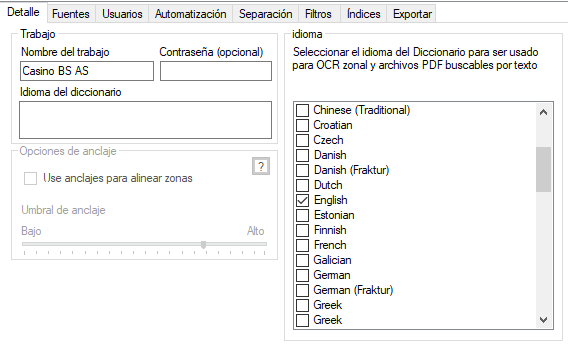 Detalle Fuentes Usuarios Automatización Separación Filtros Índices Exportar
Trabajo
Nombre del trabajo Contraseña (opcional)
Casino BS AS
Idioma del diccionario
Opciones de anclaje
?
Use anclajes para alinear zonas
Umbral de anclaje
Bajo Alto
idioma
Seleccionar el idioma del Diccionario para ser usado
para OCR zonal y archivos PDF buscables por texto
Chinese (Traditional)
Croatian
Czech
Danish
Danish (Fraktur)
Dutch
English
Estonian
Finnish
French
Galician
German
German (Fraktur)
Greek
Greek